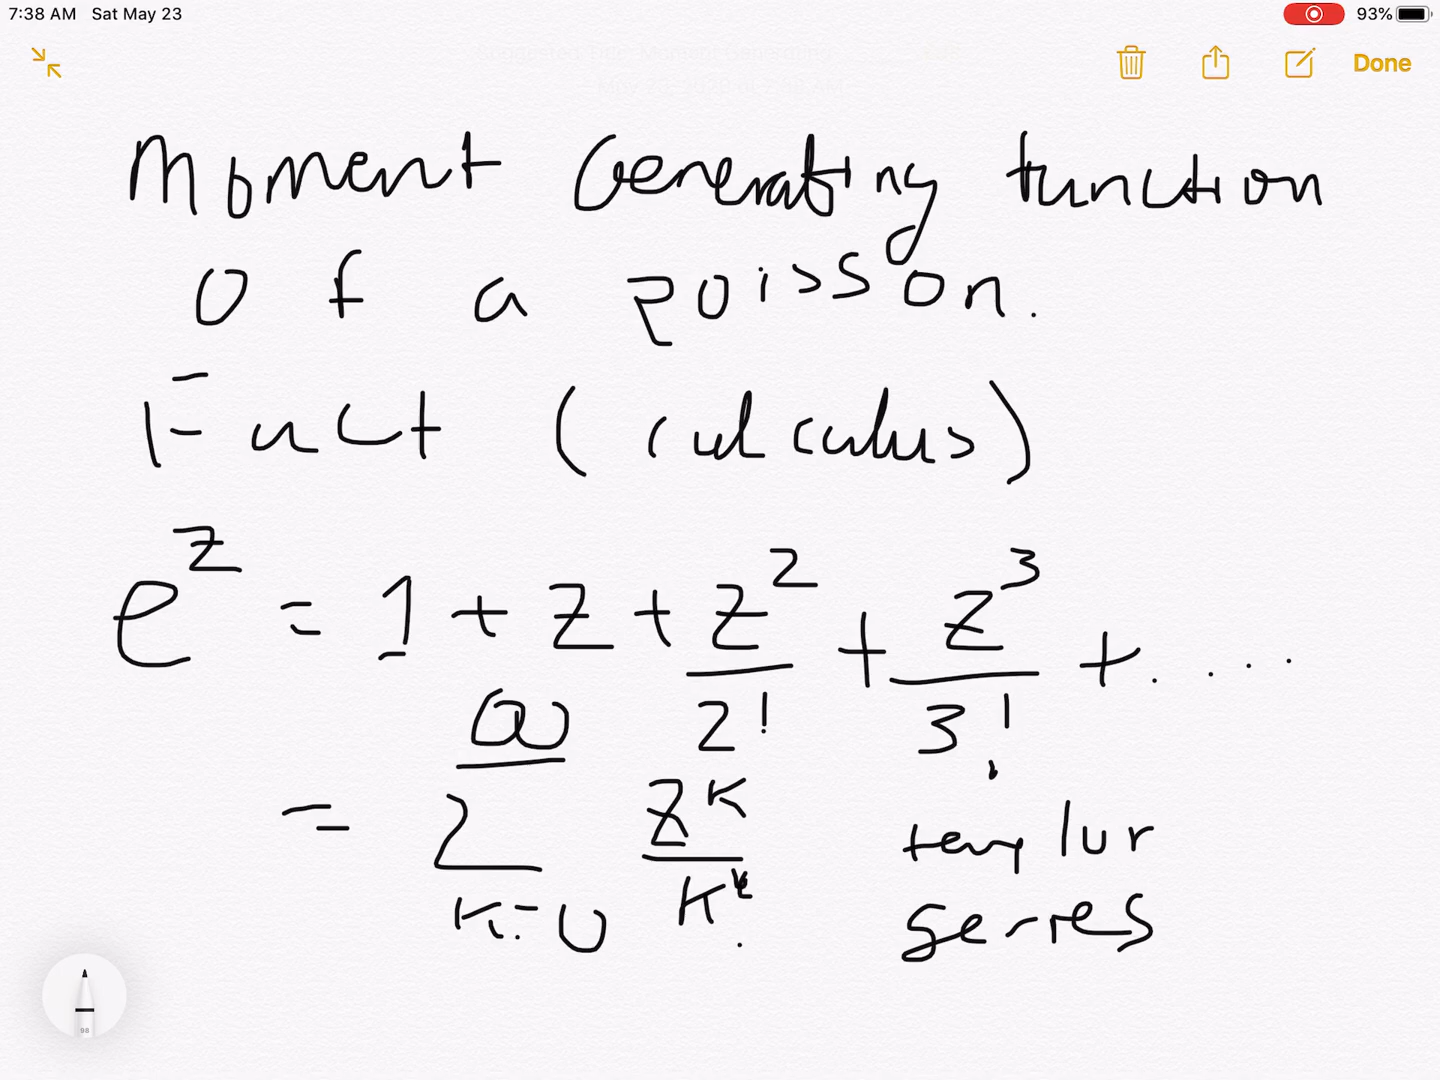 7:38 AM Sat May 23 93%
Done
Moment Generating function
of a poisson.
Fact (calculus)
e^z = 1 + z + z^2/2! + z^3/3! + ....
= ∑_{k=0}^{∞} z^k/k! taylor
series
98